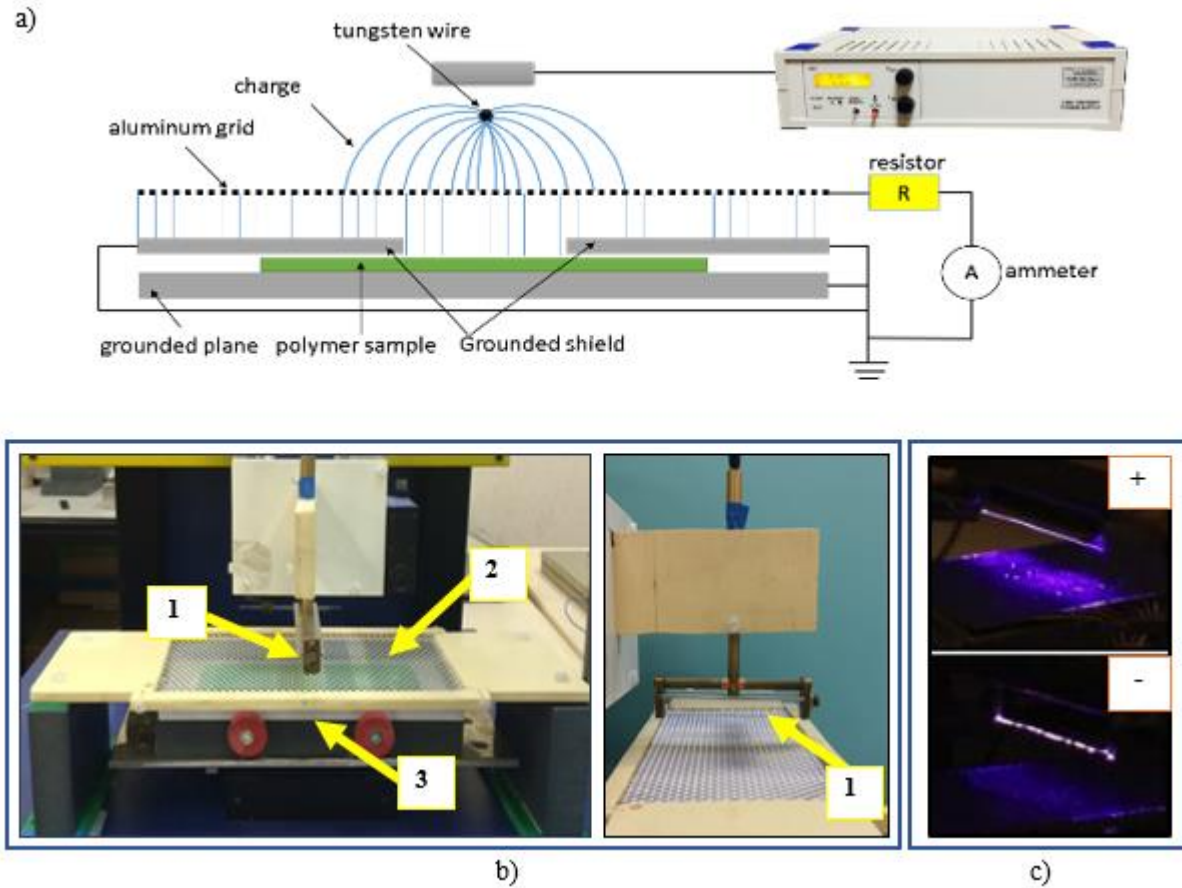 a)
tungsten wire
charge
aluminum grid
resistor
R
A
ammeter
grounded plane
polymer sample
Grounded shield
1
2
3
1
+
-
b)
c)